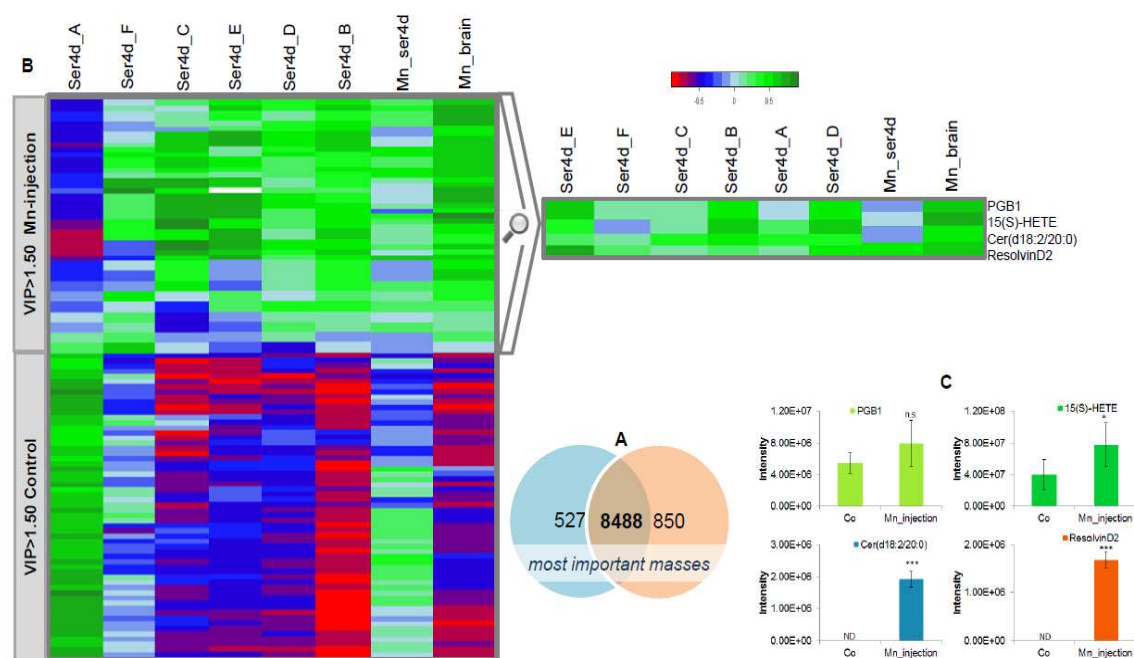 B
Ser4d_A
Ser4d_F
Ser4d_C
Ser4d_E
Ser4d_D
Ser4d_B
Mn_ser4d
Mn_brain
VIP>1.50 Mn-injection
VIP>1.50 Control
-0.5 0 0.5
Ser4d_E
Ser4d_F
Ser4d_C
Ser4d_B
Ser4d_A
Ser4d_D
Mn_ser4d
Mn_brain
PGB1
15(S)-HETE
Cer(d18:2/20:0)
ResolvinD2
A
527 8488 850
most important masses
C
Intensity
1.20E+07
8.00E+06
4.00E+06
0.00E+00
PGB1
n.s.
Co Mn_injection
Intensity
1.20E+08
8.00E+07
4.00E+07
0.00E+00
15(S)-HETE
*
Co Mn_injection
Intensity
3.00E+06
2.00E+06
1.00E+06
0.00E+00
Cer(d18:2/20:0)
***
ND
Co Mn_injection
Intensity
2.00E+06
1.00E+06
0.00E+00
ResolvinD2
***
ND
Co Mn_injection